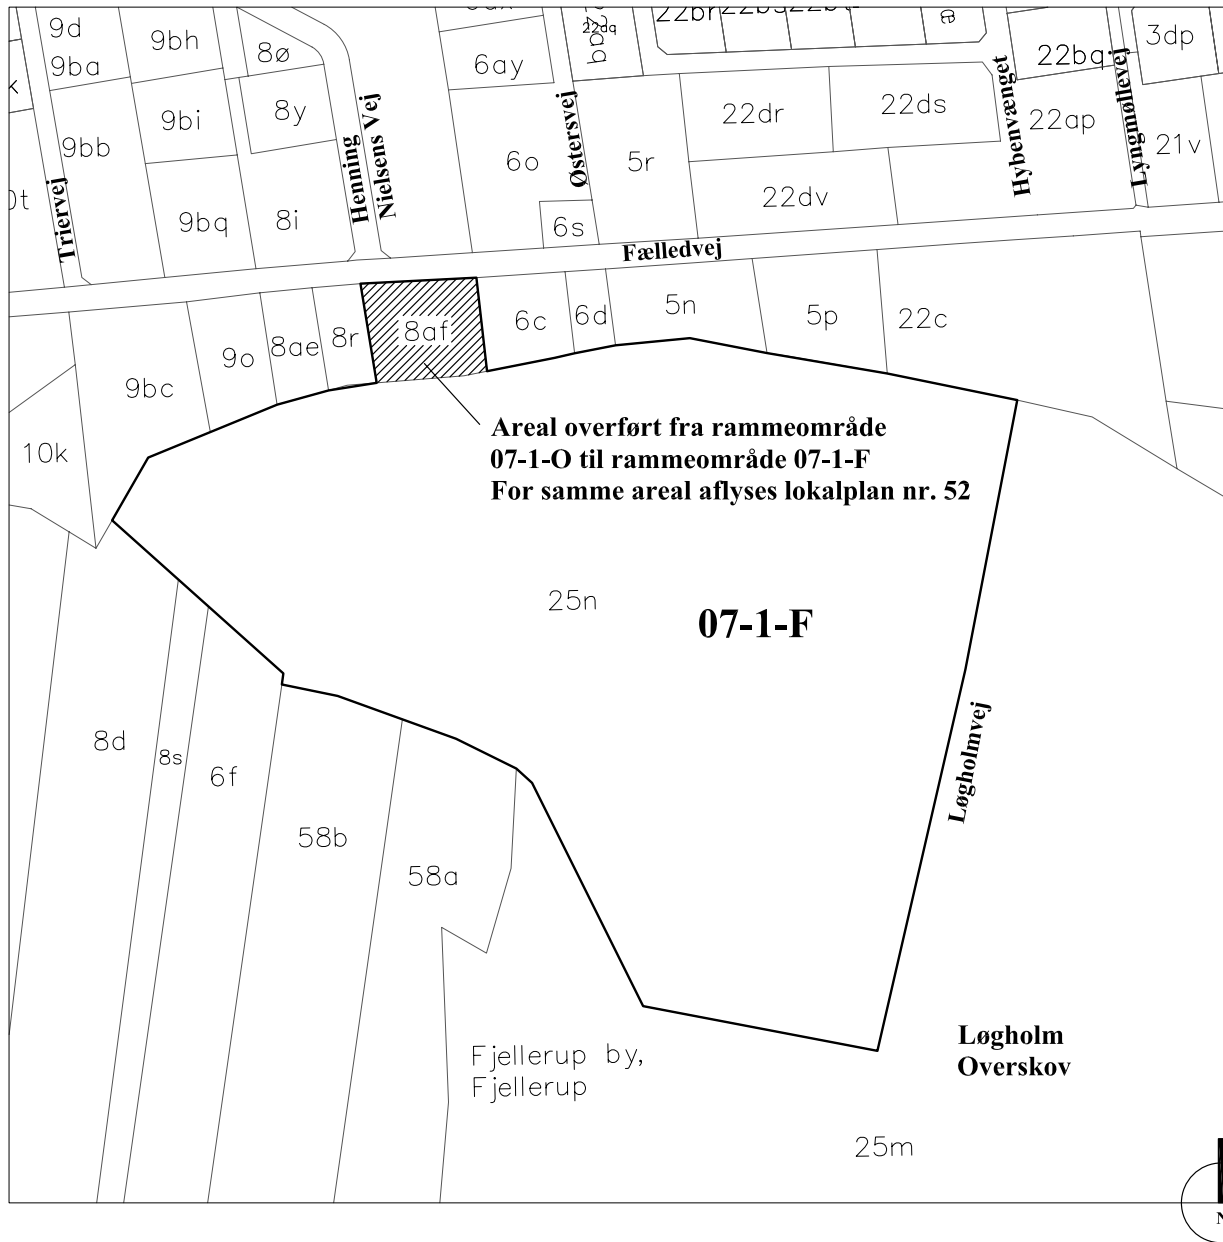 9d
9bh
8ø
6ay
22dq
3dp
9ba
22bq
9bi
8y
22dr
22ds
22ap
9bb
6o
5r
21v
Triervej
Henning
Nielsens Vej
Østersvej
Hybenvænget
Lyngmøllevej
22dv
9bq
8i
6s
Fælledvej
8af
6c
6d
5n
5p
22c
9o
8ae
8r
9bc
10k
Areal overført fra rammeområde
07-1-O til rammeområde 07-1-F
For samme areal aflyses lokalplan nr. 52
25n
07-1-F
Løgholmvej
8d
8s
6f
58b
58a
Fjellerup by,
Fjellerup
Løgholm
Overskov
25m